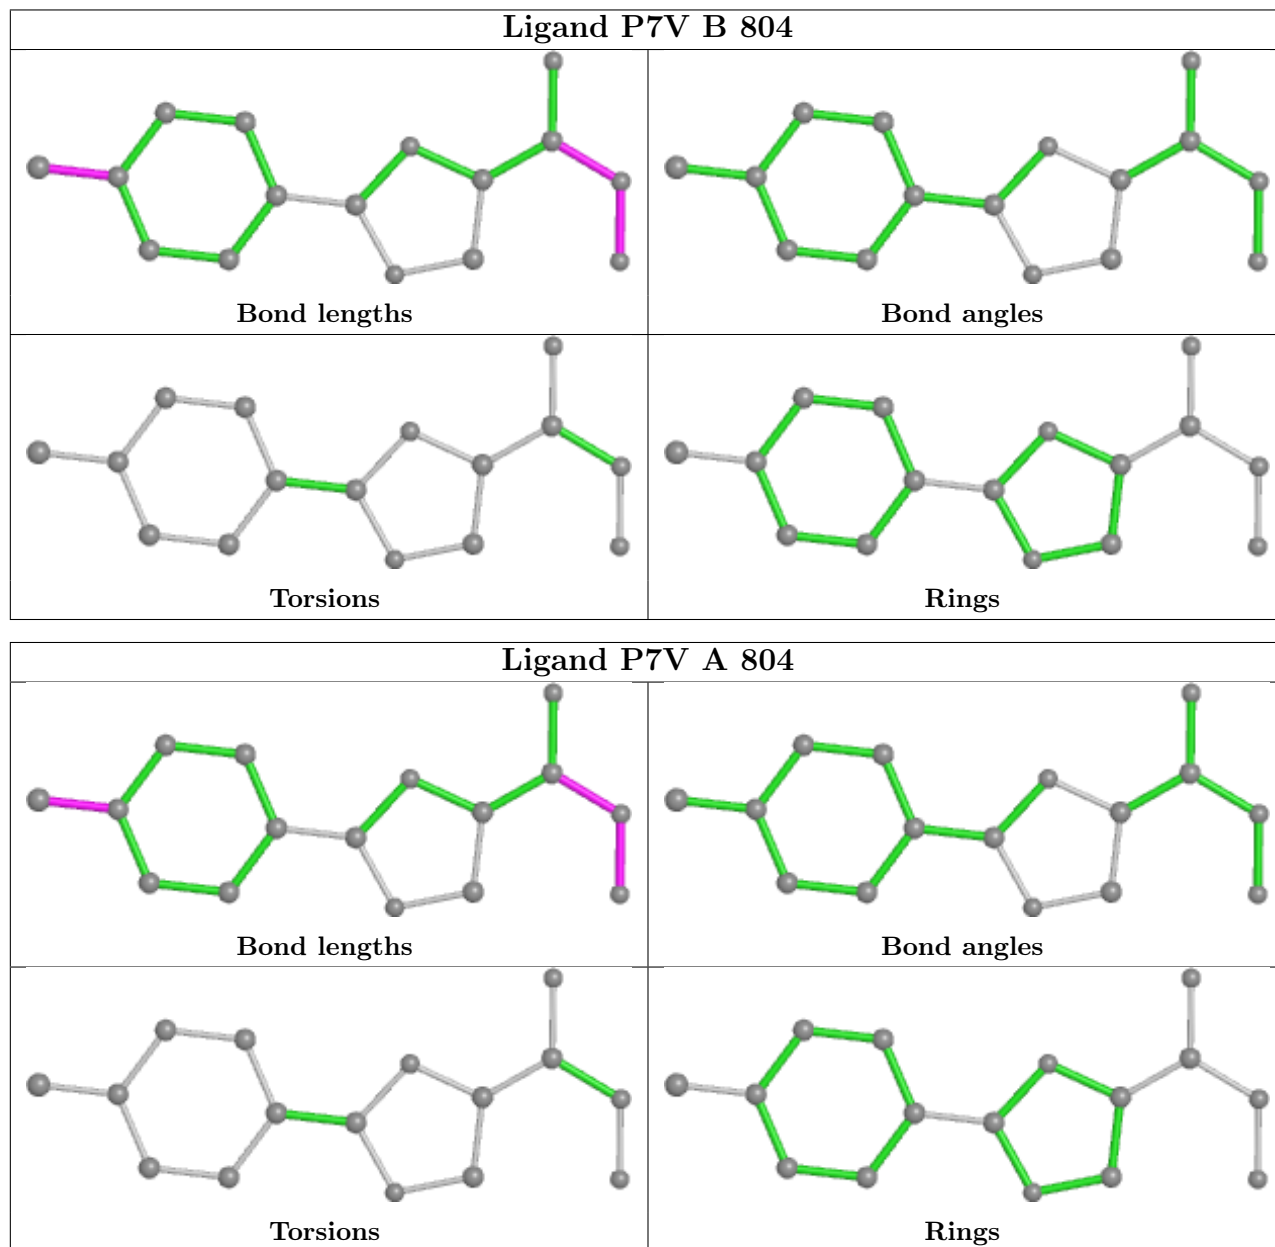 Ligand P7V B 804
Bond lengths
Bond angles
Torsions
Rings
Ligand P7V A 804
Bond lengths
Bond angles
Torsions
Rings